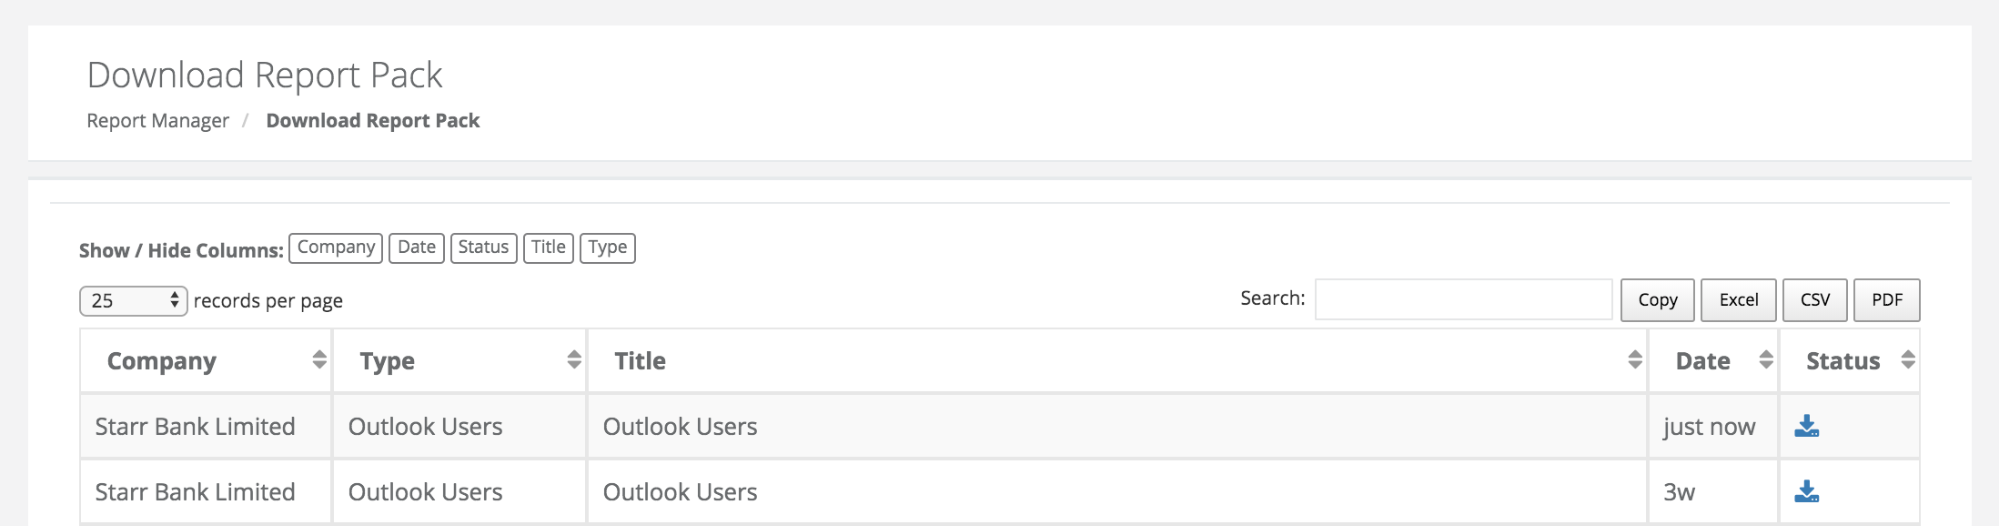 Download Report Pack
Report Manager / Download Report Pack
Show / Hide Columns: Company Date Status Title Type
25 records per page Search: Copy Excel CSV PDF
Company Type Title Date Status
Starr Bank Limited Outlook Users Outlook Users just now
Starr Bank Limited Outlook Users Outlook Users 3w